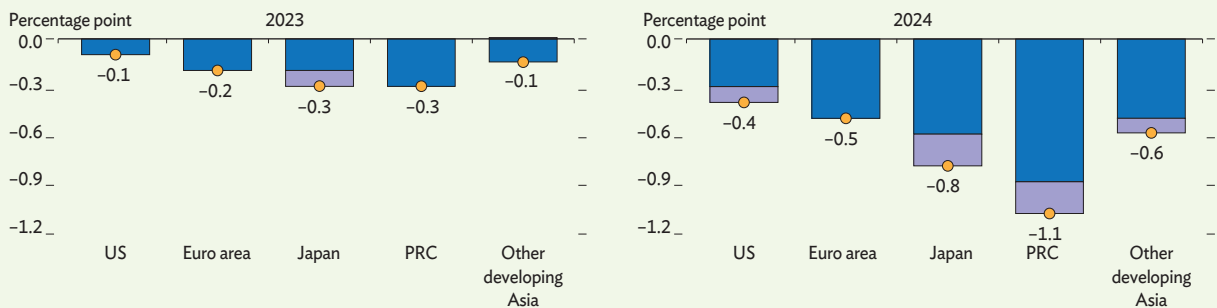 Percentage point 2023
0.0
−0.3
−0.6
−0.9
−1.2
−0.1
−0.2
−0.3
−0.3
−0.1
US Euro area Japan PRC Other
developing
Asia
Percentage point 2024
0.0
−0.3
−0.6
−0.9
−1.2
−0.4
−0.5
−0.8
−1.1
−0.6
US Euro area Japan PRC Other
developing
Asia